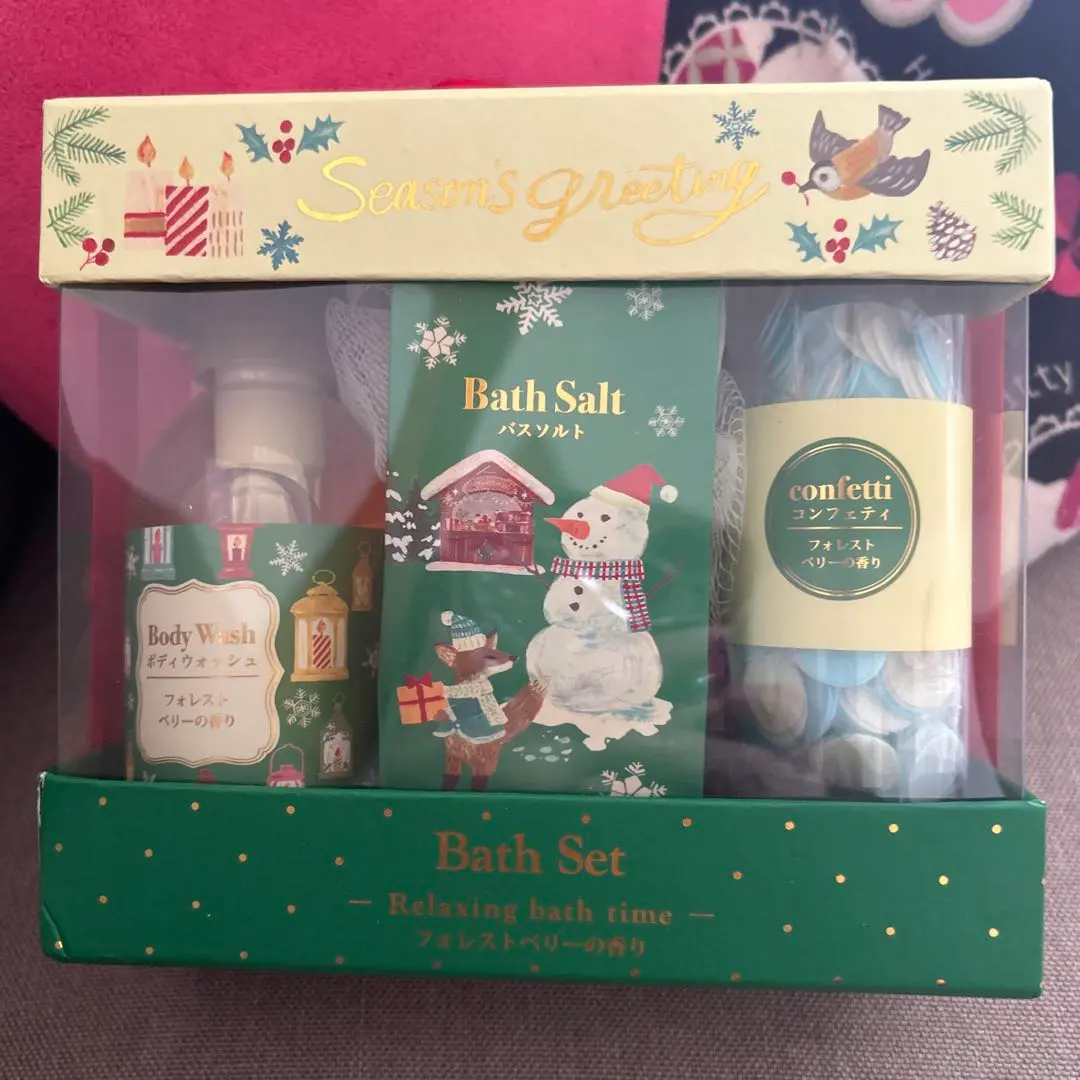 Season's greeting
Bath Salt
バスソルト
confetti
コンフェティ
フォレスト
ベリーの香り
Body Wash
ボディウォッシュ
フォレスト
ベリーの香り
Bath Set
— Relaxing bath time —
フォレストベリーの香り